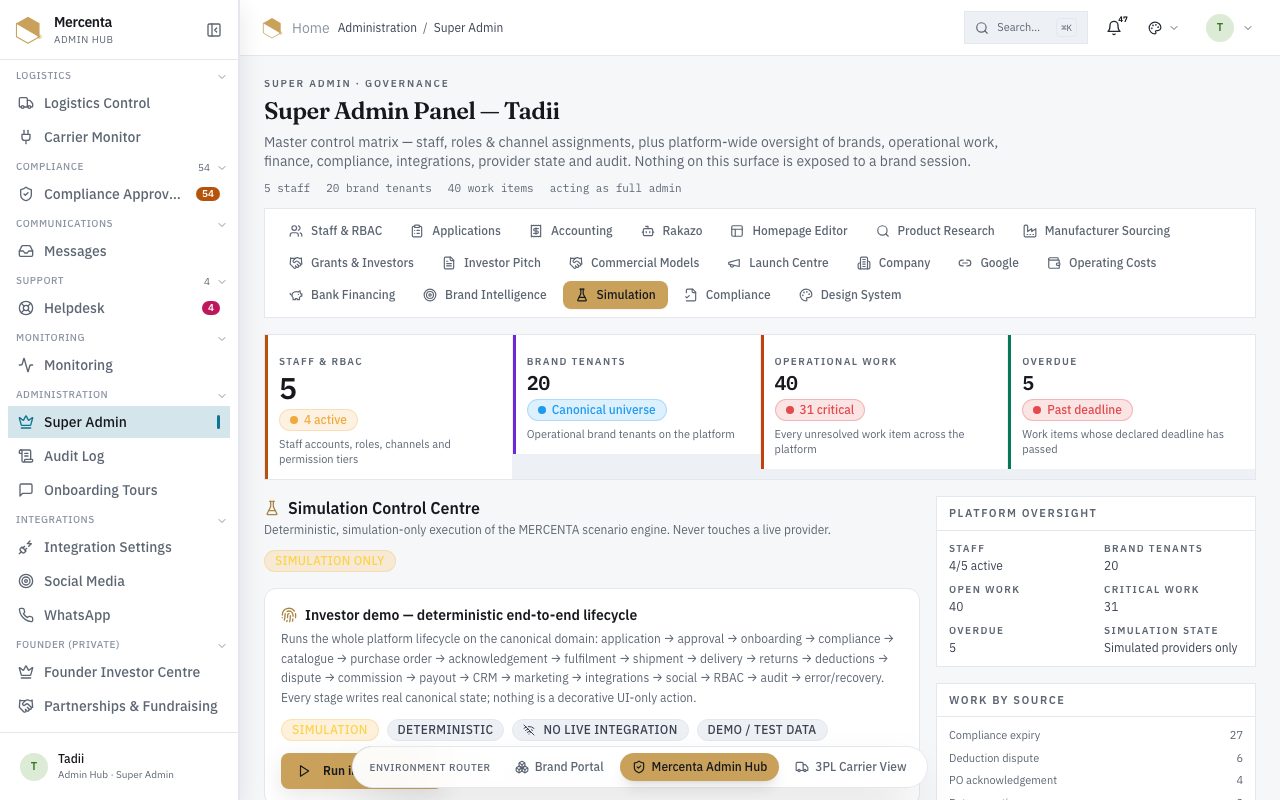 Mercenta
ADMIN HUB
LOGISTICS
Logistics Control
Carrier Monitor
COMPLIANCE 54
Compliance Approv... 54
COMMUNICATIONS
Messages
SUPPORT 4
Helpdesk 4
MONITORING
Monitoring
ADMINISTRATION
Super Admin
Audit Log
Onboarding Tours
INTEGRATIONS
Integration Settings
Social Media
WhatsApp
FOUNDER (PRIVATE)
Founder Investor Centre
Partnerships & Fundraising
T Tadii
Admin Hub · Super Admin
Home Administration / Super Admin
Search... ⌘K 47 T
SUPER ADMIN · GOVERNANCE
Super Admin Panel — Tadii
Master control matrix — staff, roles & channel assignments, plus platform-wide oversight of brands, operational work,
finance, compliance, integrations, provider state and audit. Nothing on this surface is exposed to a brand session.
5 staff 20 brand tenants 40 work items acting as full admin
Staff & RBAC Applications Accounting Rakazo Homepage Editor Product Research Manufacturer Sourcing
Grants & Investors Investor Pitch Commercial Models Launch Centre Company Google Operating Costs
Bank Financing Brand Intelligence Simulation Compliance Design System
STAFF & RBAC
5
4 active
Staff accounts, roles, channels and
permission tiers
BRAND TENANTS
20
Canonical universe
Operational brand tenants on the platform
OPERATIONAL WORK
40
31 critical
Every unresolved work item across the
platform
OVERDUE
5
Past deadline
Work items whose declared deadline has
passed
Simulation Control Centre
Deterministic, simulation-only execution of the MERCENTA scenario engine. Never touches a live provider.
SIMULATION ONLY
Investor demo — deterministic end-to-end lifecycle
Runs the whole platform lifecycle on the canonical domain: application → approval → onboarding → compliance →
catalogue → purchase order → acknowledgement → fulfilment → shipment → delivery → returns → deductions →
dispute → commission → payout → CRM → marketing → integrations → social → RBAC → audit → error/recovery.
Every stage writes real canonical state; nothing is a decorative UI-only action.
SIMULATION DETERMINISTIC NO LIVE INTEGRATION DEMO / TEST DATA
Run
ENVIRONMENT ROUTER Brand Portal Mercenta Admin Hub 3PL Carrier View
PLATFORM OVERSIGHT
STAFF BRAND TENANTS
4/5 active 20
OPEN WORK CRITICAL WORK
40 31
OVERDUE SIMULATION STATE
5 Simulated providers only
WORK BY SOURCE
Compliance expiry 27
Deduction dispute 6
PO acknowledgement 4